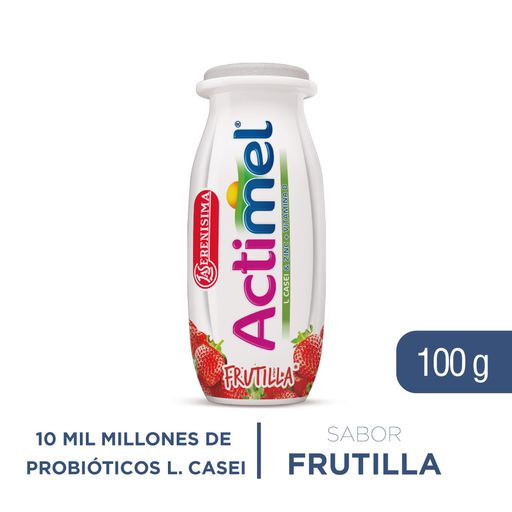 Actimel®
LA SERENISIMA
L. CASEI & ZINC + VITAMINA D
FRUTILLA
100 g
10 MIL MILLONES DE
PROBIÓTICOS L. CASEI
SABOR
FRUTILLA